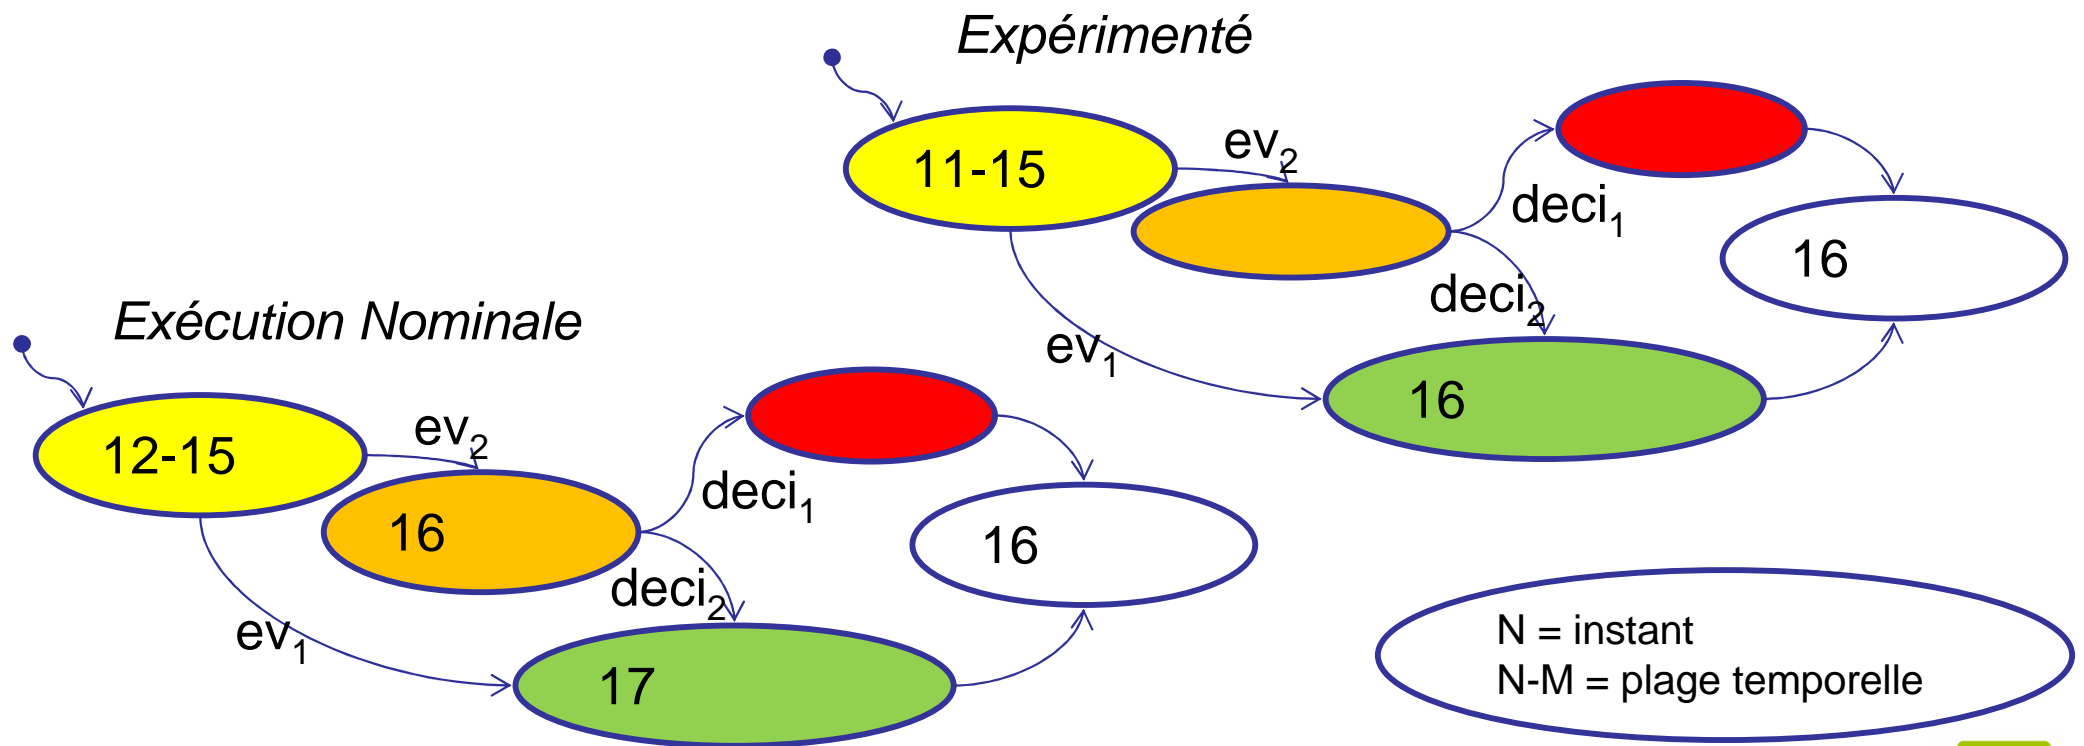 Expérimenté
11-15
ev₂
deci₁
16
deci₂
ev₁
16
Exécution Nominale
12-15
ev₂
16
deci₁
16
deci₂
ev₁
17
N = instant
N-M = plage temporelle